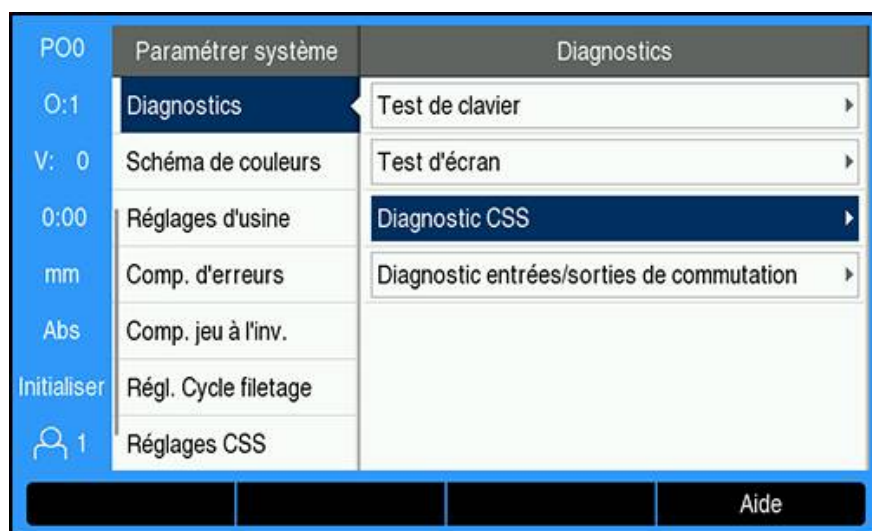 PO0
Paramétrer système
Diagnostics
O:1
Diagnostics
Test de clavier
V: 0
Schéma de couleurs
Test d'écran
0:00
Réglages d'usine
Diagnostic CSS
mm
Comp. d'erreurs
Diagnostic entrées/sorties de commutation
Abs
Comp. jeu à l'inv.
Initialiser
Régl. Cycle filetage
1
Réglages CSS
Aide